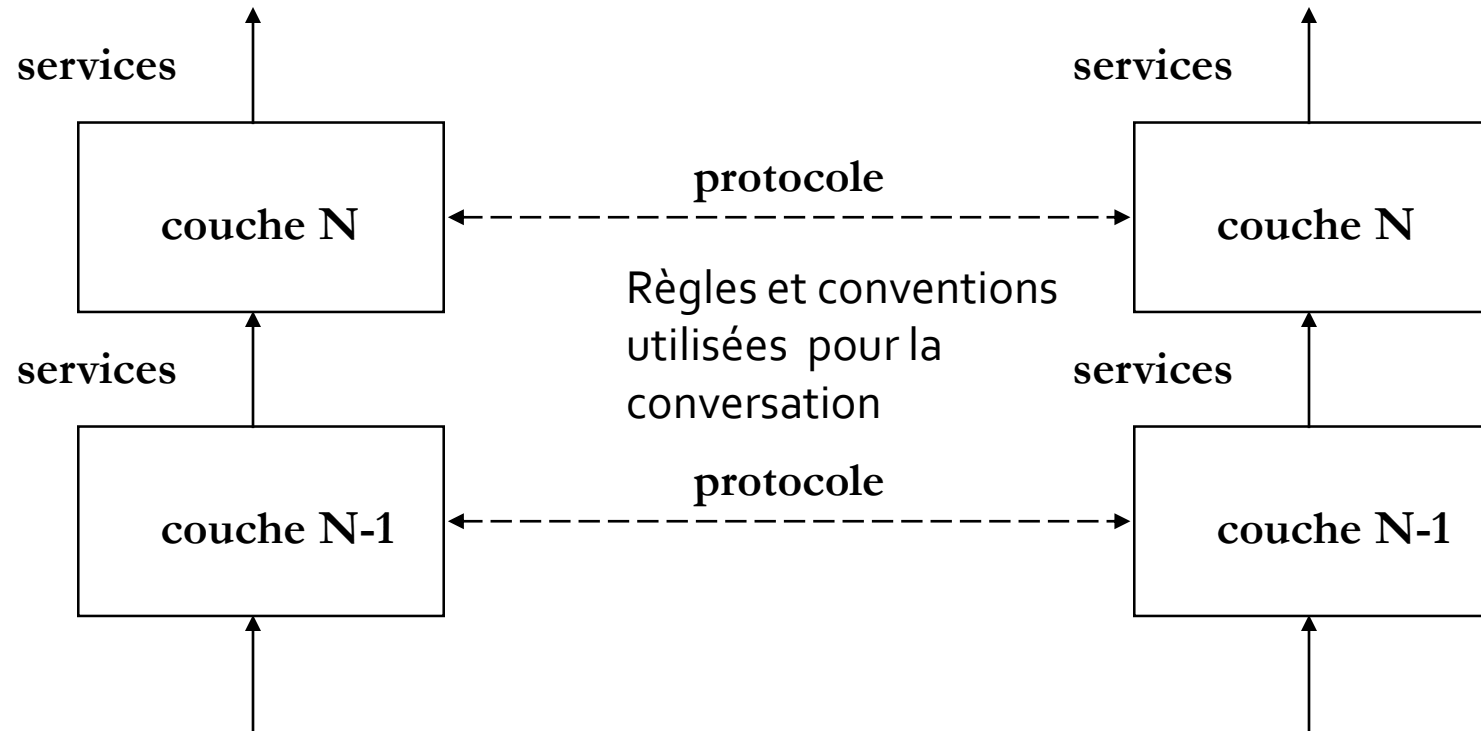 services
services
protocole
couche N
couche N
Règles et conventions
utilisées pour la
conversation
services
services
protocole
couche N-1
couche N-1